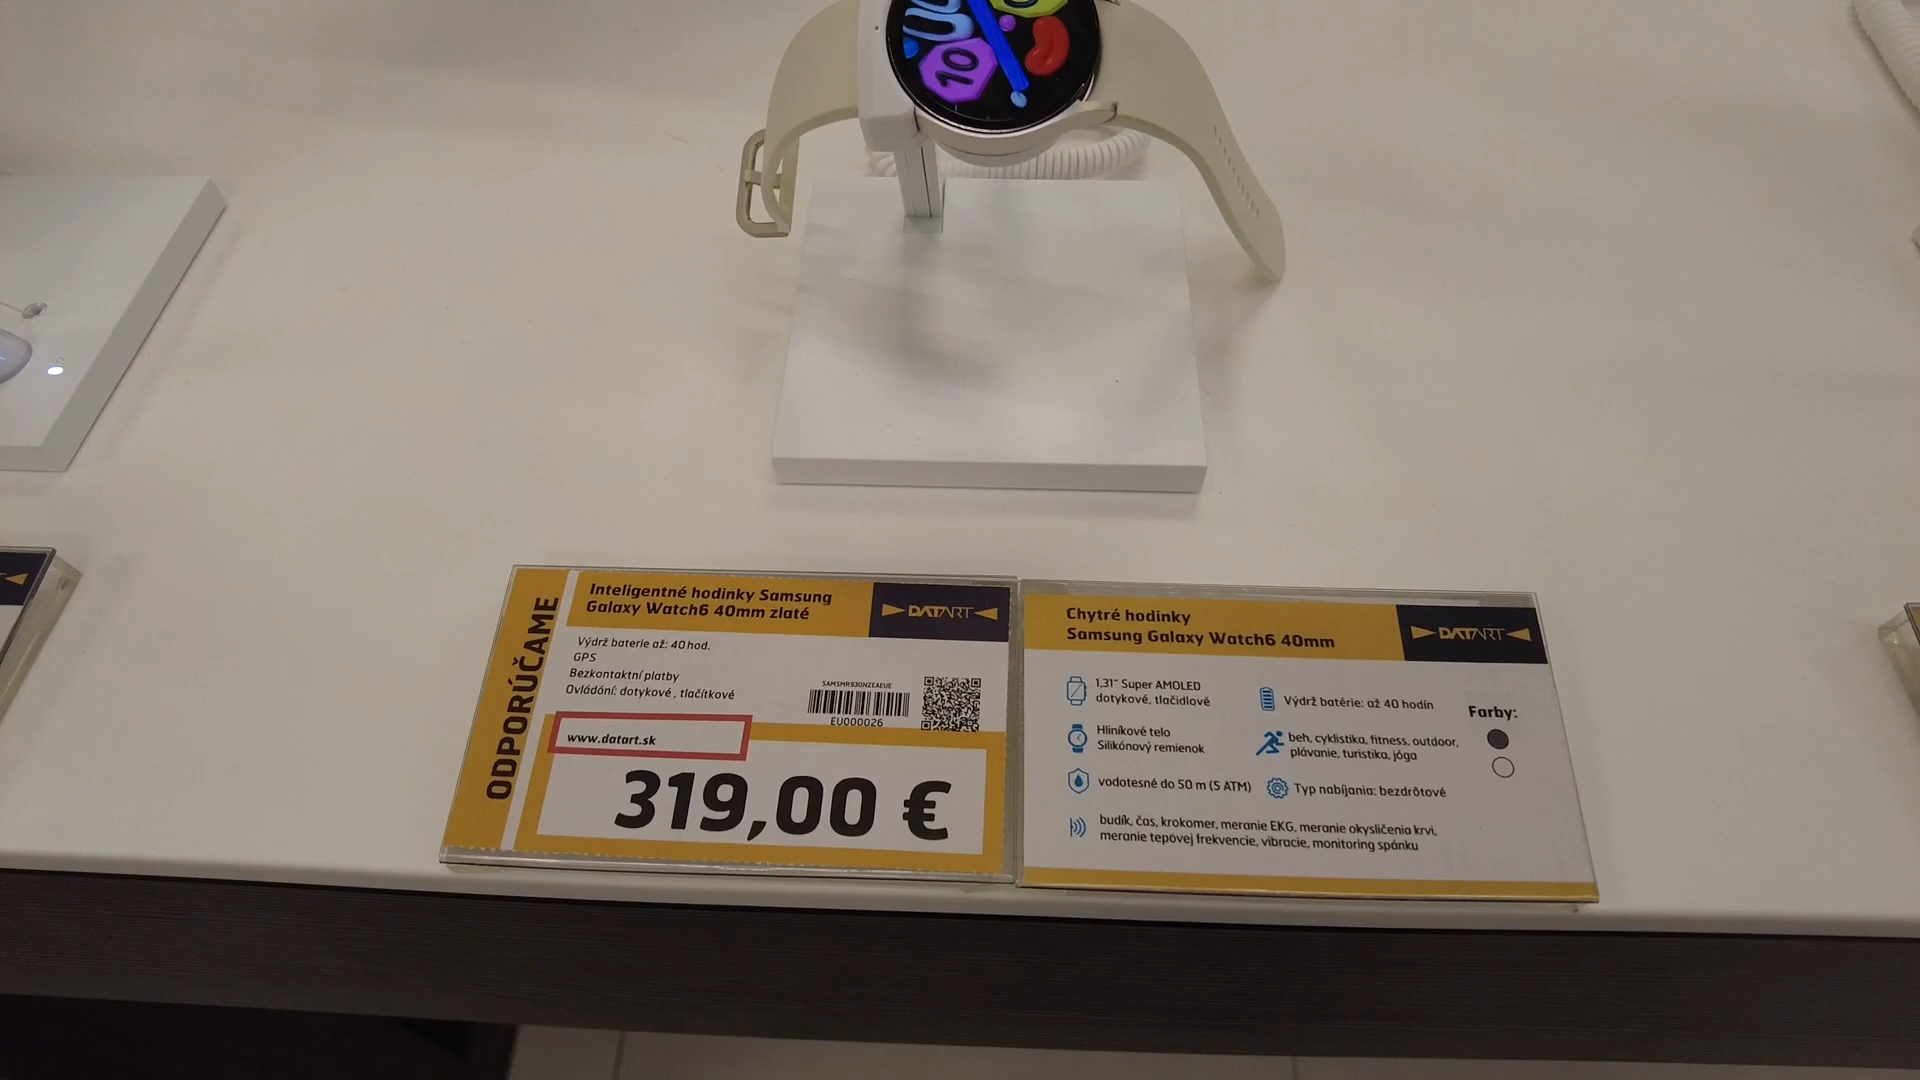 10
ODPORÚČAME
Inteligentné hodinky Samsung
Galaxy Watch6 40mm zlaté
DATART
Výdrž baterie až: 40 hod.
GPS
Bezkontaktní platby
Ovládání: dotykové , tlačítkové
SAMSMR930NZEAEUE
EU000026
www.datart.sk
319,00 €
Chytré hodinky
Samsung Galaxy Watch6 40mm
DATART
1,31" Super AMOLED
dotykové, tlačidlové
Hliníkové telo
Silikónový remienok
vodotesné do 50 m (5 ATM)
Výdrž batérie: až 40 hodín
beh, cyklistika, fitness, outdoor,
plávanie, turistika, jóga
Typ nabíjania: bezdrôtové
budík, čas, krokomer, meranie EKG, meranie okysličenia krvi,
meranie tepovej frekvencie, vibracie, monitoring spánku
Farby: